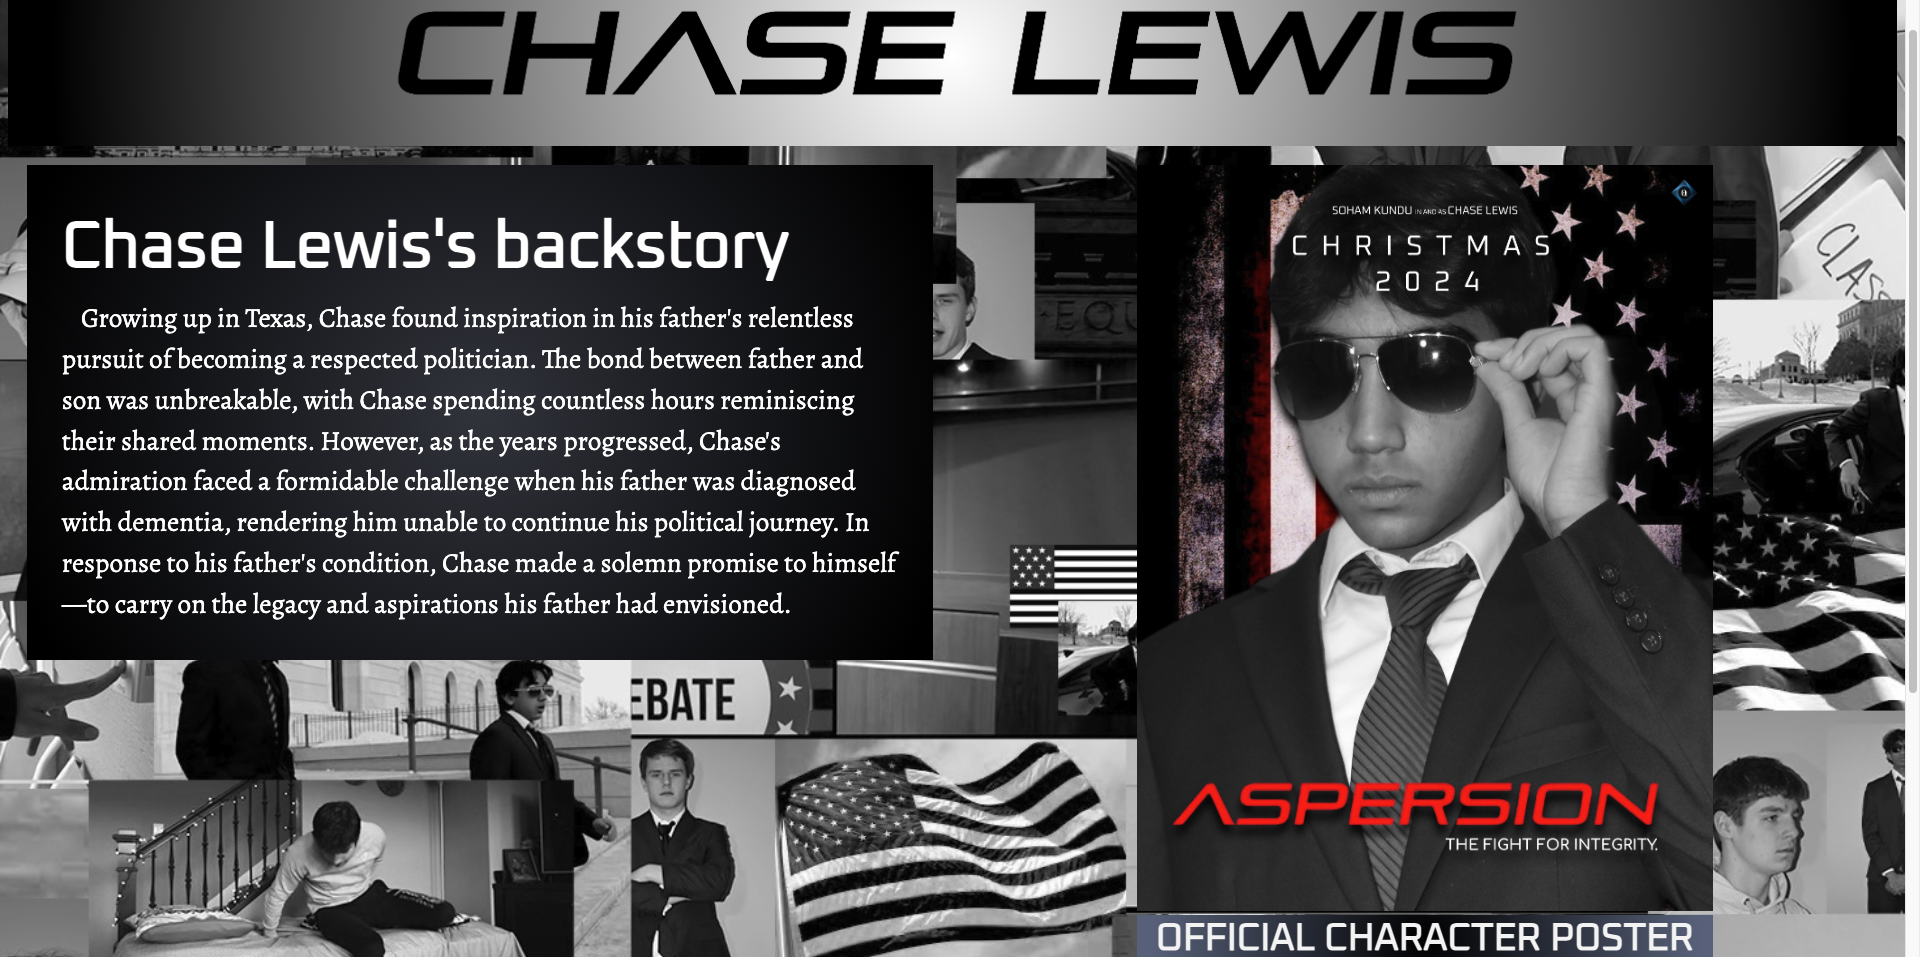 CHASE LEWIS
Chase Lewis's backstory
Growing up in Texas, Chase found inspiration in his father's relentless
pursuit of becoming a respected politician. The bond between father and
son was unbreakable, with Chase spending countless hours reminiscing
their shared moments. However, as the years progressed, Chase's
admiration faced a formidable challenge when his father was diagnosed
with dementia, rendering him unable to continue his political journey. In
response to his father's condition, Chase made a solemn promise to himself
—to carry on the legacy and aspirations his father had envisioned.
SOHAM KUNDU IN AND AS CHASE LEWIS
CHRISTMAS
2024
ASPERSION
THE FIGHT FOR INTEGRITY.
OFFICIAL CHARACTER POSTER
EQU
CLAS
EBATE